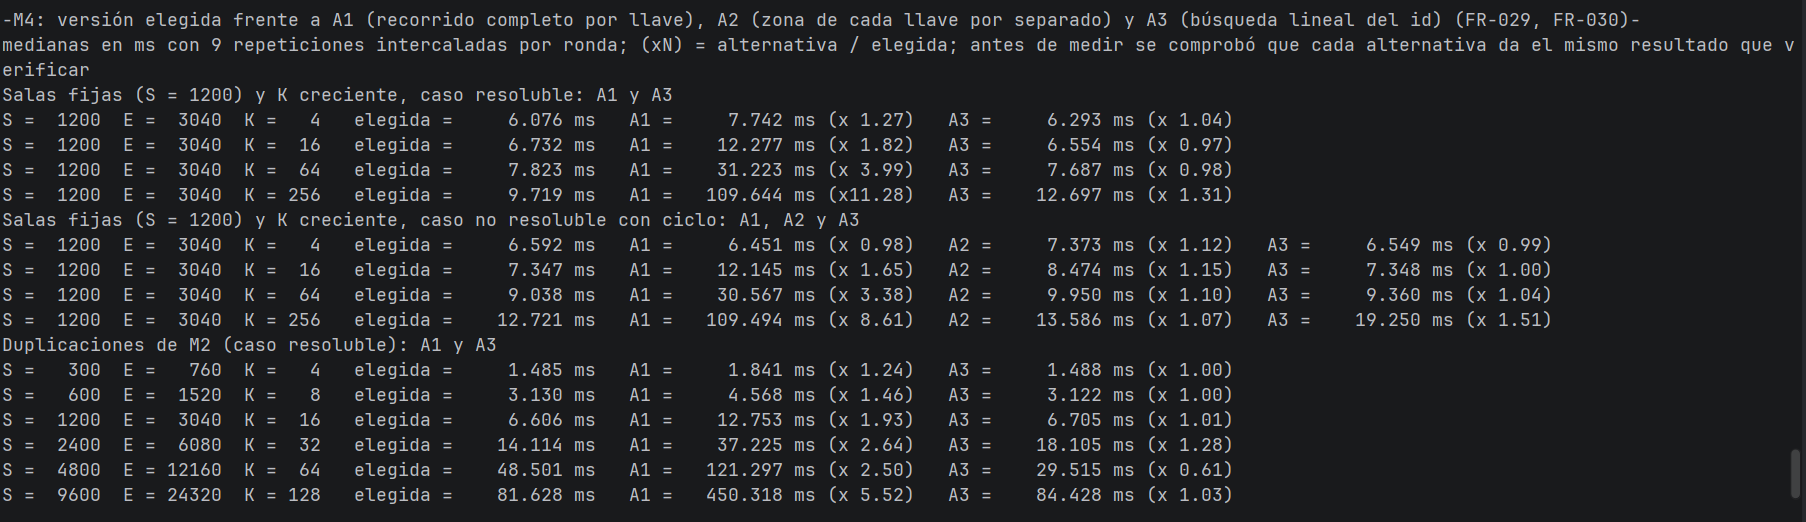 -M4: versión elegida frente a A1 (recorrido completo por llave), A2 (zona de cada llave por separado) y A3 (búsqueda lineal del id) (FR-029, FR-030)-
medianas en ms con 9 repeticiones intercaladas por ronda; (xN) = alternativa / elegida; antes de medir se comprobó que cada alternativa da el mismo resultado que v
erificar
Salas fijas (S = 1200) y K creciente, caso resoluble: A1 y A3
S =  1200  E =  3040  K =   4   elegida =     6.076 ms   A1 =     7.742 ms (x 1.27)   A3 =     6.293 ms (x 1.04)
S =  1200  E =  3040  K =  16   elegida =     6.732 ms   A1 =    12.277 ms (x 1.82)   A3 =     6.554 ms (x 0.97)
S =  1200  E =  3040  K =  64   elegida =     7.823 ms   A1 =    31.223 ms (x 3.99)   A3 =     7.687 ms (x 0.98)
S =  1200  E =  3040  K = 256   elegida =     9.719 ms   A1 =   109.644 ms (x11.28)   A3 =    12.697 ms (x 1.31)
Salas fijas (S = 1200) y K creciente, caso no resoluble con ciclo: A1, A2 y A3
S =  1200  E =  3040  K =   4   elegida =     6.592 ms   A1 =     6.451 ms (x 0.98)   A2 =     7.373 ms (x 1.12)   A3 =     6.549 ms (x 0.99)
S =  1200  E =  3040  K =  16   elegida =     7.347 ms   A1 =    12.145 ms (x 1.65)   A2 =     8.474 ms (x 1.15)   A3 =     7.348 ms (x 1.00)
S =  1200  E =  3040  K =  64   elegida =     9.038 ms   A1 =    30.567 ms (x 3.38)   A2 =     9.950 ms (x 1.10)   A3 =     9.360 ms (x 1.04)
S =  1200  E =  3040  K = 256   elegida =    12.721 ms   A1 =   109.494 ms (x 8.61)   A2 =    13.586 ms (x 1.07)   A3 =    19.250 ms (x 1.51)
Duplicaciones de M2 (caso resoluble): A1 y A3
S =   300  E =   760  K =   4   elegida =     1.485 ms   A1 =     1.841 ms (x 1.24)   A3 =     1.488 ms (x 1.00)
S =   600  E =  1520  K =   8   elegida =     3.130 ms   A1 =     4.568 ms (x 1.46)   A3 =     3.122 ms (x 1.00)
S =  1200  E =  3040  K =  16   elegida =     6.606 ms   A1 =    12.753 ms (x 1.93)   A3 =     6.705 ms (x 1.01)
S =  2400  E =  6080  K =  32   elegida =    14.114 ms   A1 =    37.225 ms (x 2.64)   A3 =    18.105 ms (x 1.28)
S =  4800  E = 12160  K =  64   elegida =    48.501 ms   A1 =   121.297 ms (x 2.50)   A3 =    29.515 ms (x 0.61)
S =  9600  E = 24320  K = 128   elegida =    81.628 ms   A1 =   450.318 ms (x 5.52)   A3 =    84.428 ms (x 1.03)